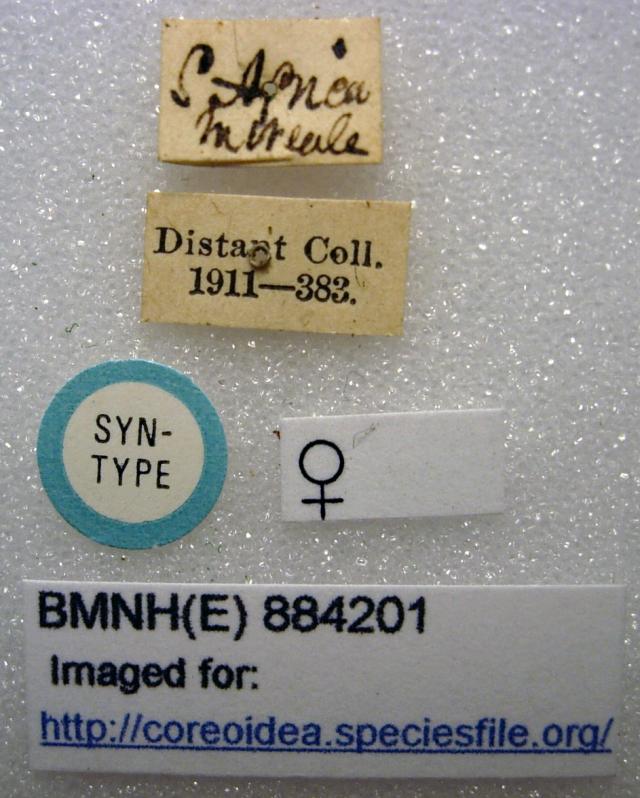 S. Africa
Distant Coll.
1911—383.
SYN-
TYPE
♀
BMNH(E) 884201
Imaged for:
http://coreoidea.speciesfile.org/